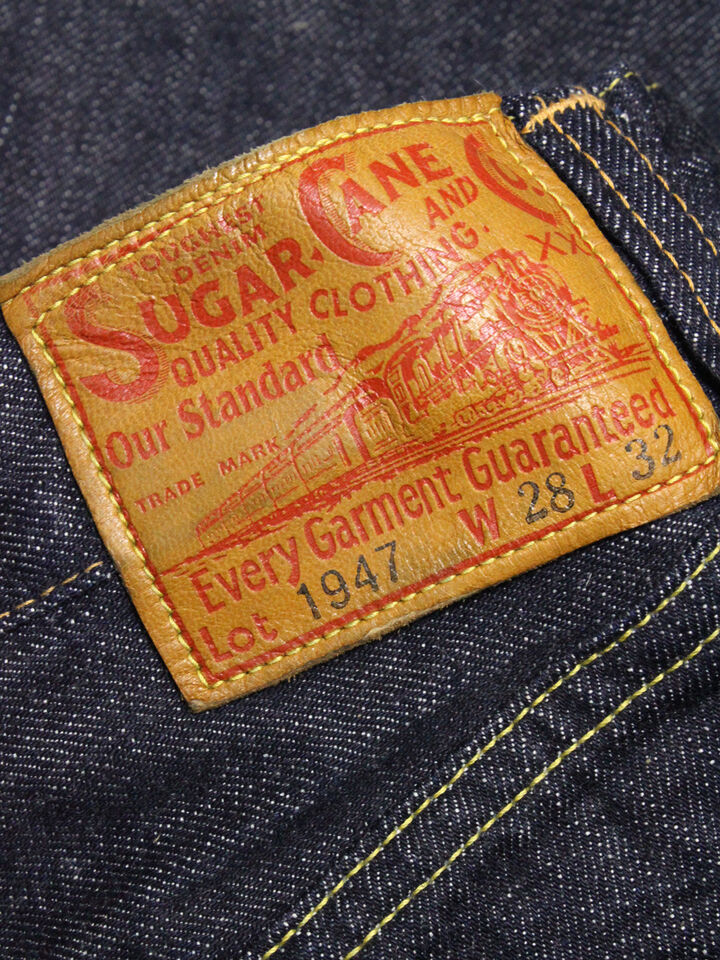 TOUGHEST
DENIM
SUGAR CANE Co.
AND
QUALITY CLOTHING.
XX
Our Standard
TRADE MARK
Every Garment Guaranteed
Lot 1947 W 28 L 32